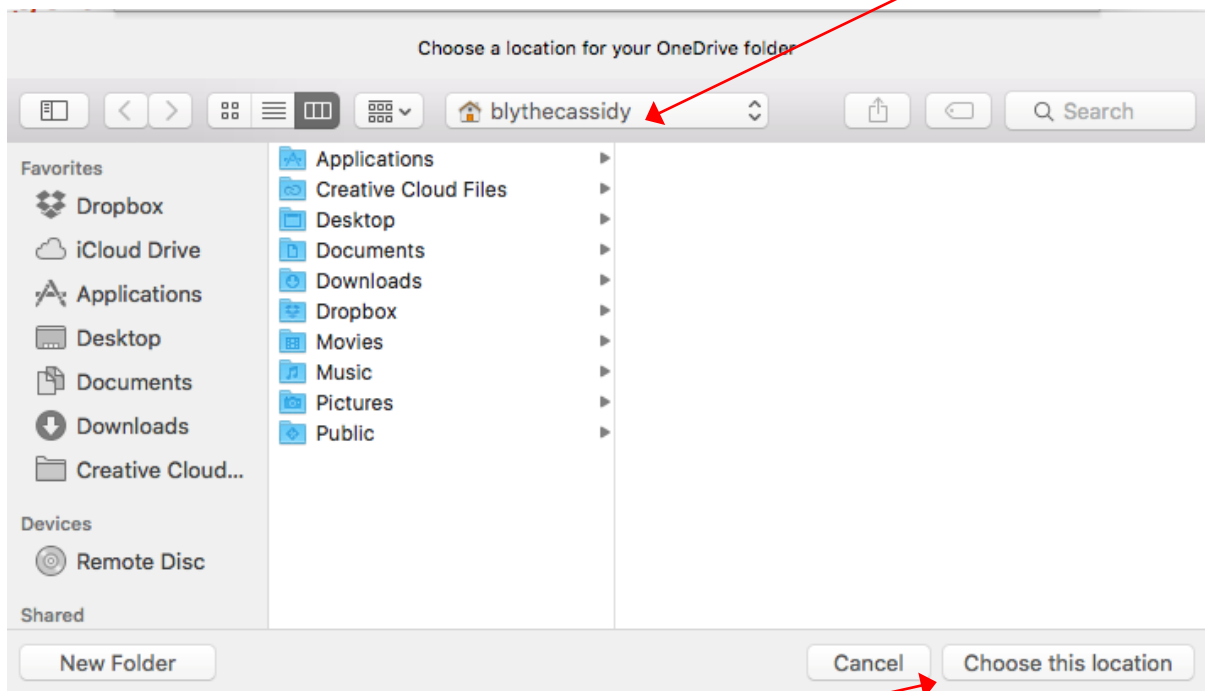 Choose a location for your OneDrive folder
blythecassidy
Search
Favorites
Dropbox
iCloud Drive
Applications
Desktop
Documents
Downloads
Creative Cloud...
Devices
Remote Disc
Shared
Applications
Creative Cloud Files
Desktop
Documents
Downloads
Dropbox
Movies
Music
Pictures
Public
New Folder
Cancel
Choose this location